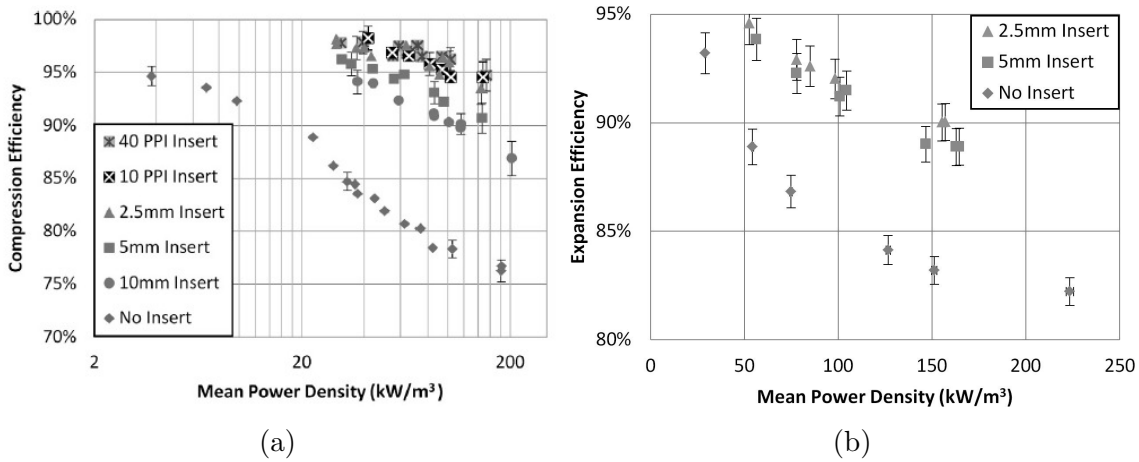 100%
95%
90%
85%
80%
75%
70%
Compression Efficiency
40 PPI Insert
10 PPI Insert
2.5mm Insert
5mm Insert
10mm Insert
No Insert
2
20
200
Mean Power Density (kW/m³)
(a)
95%
90%
85%
80%
Expansion Efficiency
2.5mm Insert
5mm Insert
No Insert
0
50
100
150
200
250
Mean Power Density (kW/m³)
(b)